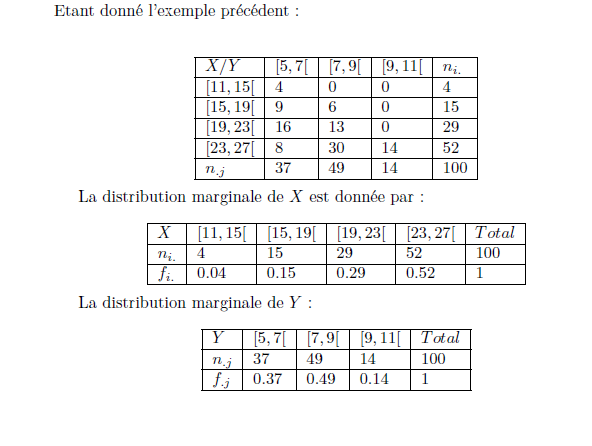 Etant donné l'exemple précédent :
X/Y [5, 7[ [7, 9[ [9, 11[ n_{i.}
[11, 15[ 4 0 0 4
[15, 19[ 9 6 0 15
[19, 23[ 16 13 0 29
[23, 27[ 8 30 14 52
n_{.j} 37 49 14 100
La distribution marginale de X est donnée par :
X [11, 15[ [15, 19[ [19, 23[ [23, 27[ Total
n_{i.} 4 15 29 52 100
f_{i.} 0.04 0.15 0.29 0.52 1
La distribution marginale de Y :
Y [5, 7[ [7, 9[ [9, 11[ Total
n_{.j} 37 49 14 100
f_{.j} 0.37 0.49 0.14 1